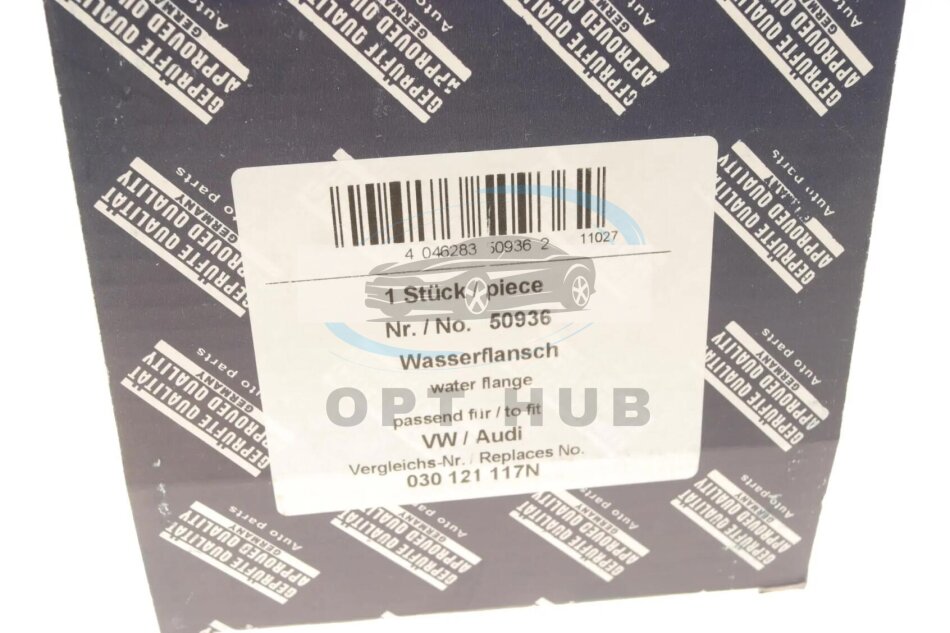 4 046283 50936 2 11027
1 Stück / piece
Nr. / No. 50936
Wasserflansch
water flange
OPT HUB
passend für / to fit
VW / Audi
Vergleichs-Nr. / Replaces No.
030 121 117N
GEPRÜFTE QUALITÄT
APPROVED QUALITY
GERMANY
Auto parts